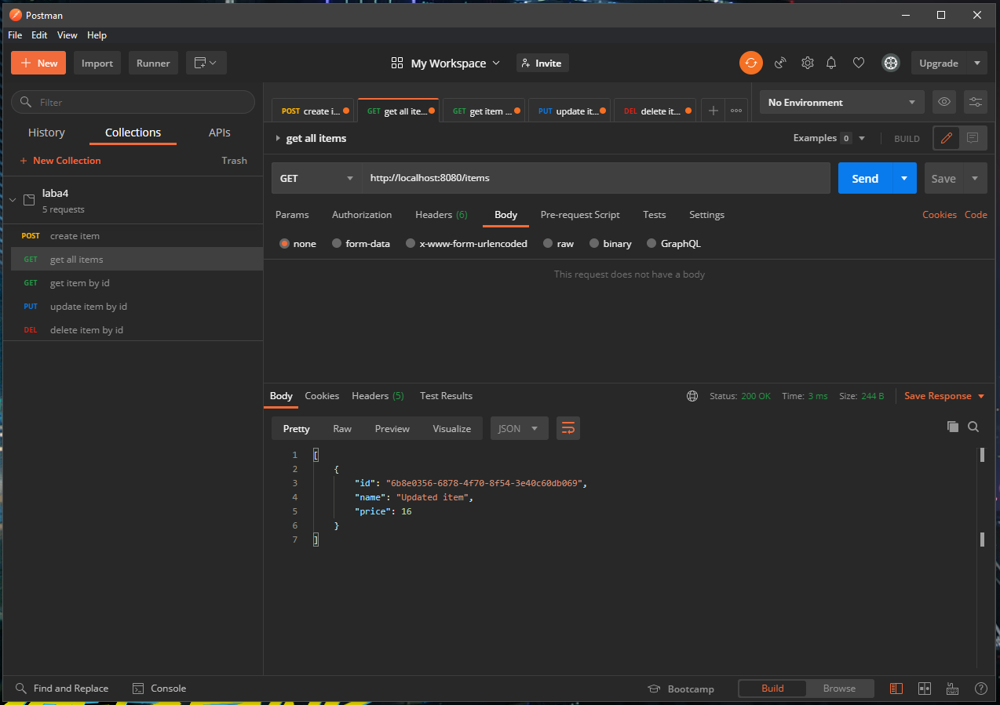 Postman
File Edit View Help
New Import Runner My Workspace Invite Upgrade
Filter
History Collections APIs
+ New Collection Trash
laba4
5 requests
POST create item
GET get all items
GET get item by id
PUT update item by id
DEL delete item by id
POST create i... GET get all ite... GET get item ... PUT update it... DEL delete it...
No Environment
get all items Examples 0 BUILD
GET http://localhost:8080/items Send Save
Params Authorization Headers (6) Body Pre-request Script Tests Settings Cookies Code
none form-data x-www-form-urlencoded raw binary GraphQL
This request does not have a body
Body Cookies Headers (5) Test Results Status: 200 OK Time: 3 ms Size: 244 B Save Response
Pretty Raw Preview Visualize JSON
1 [
2 {
3 "id": "6b8e0356-6878-4f70-8f54-3e40c60db069",
4 "name": "Updated item",
5 "price": 16
6 }
7 ]
Find and Replace Console Bootcamp Build Browse